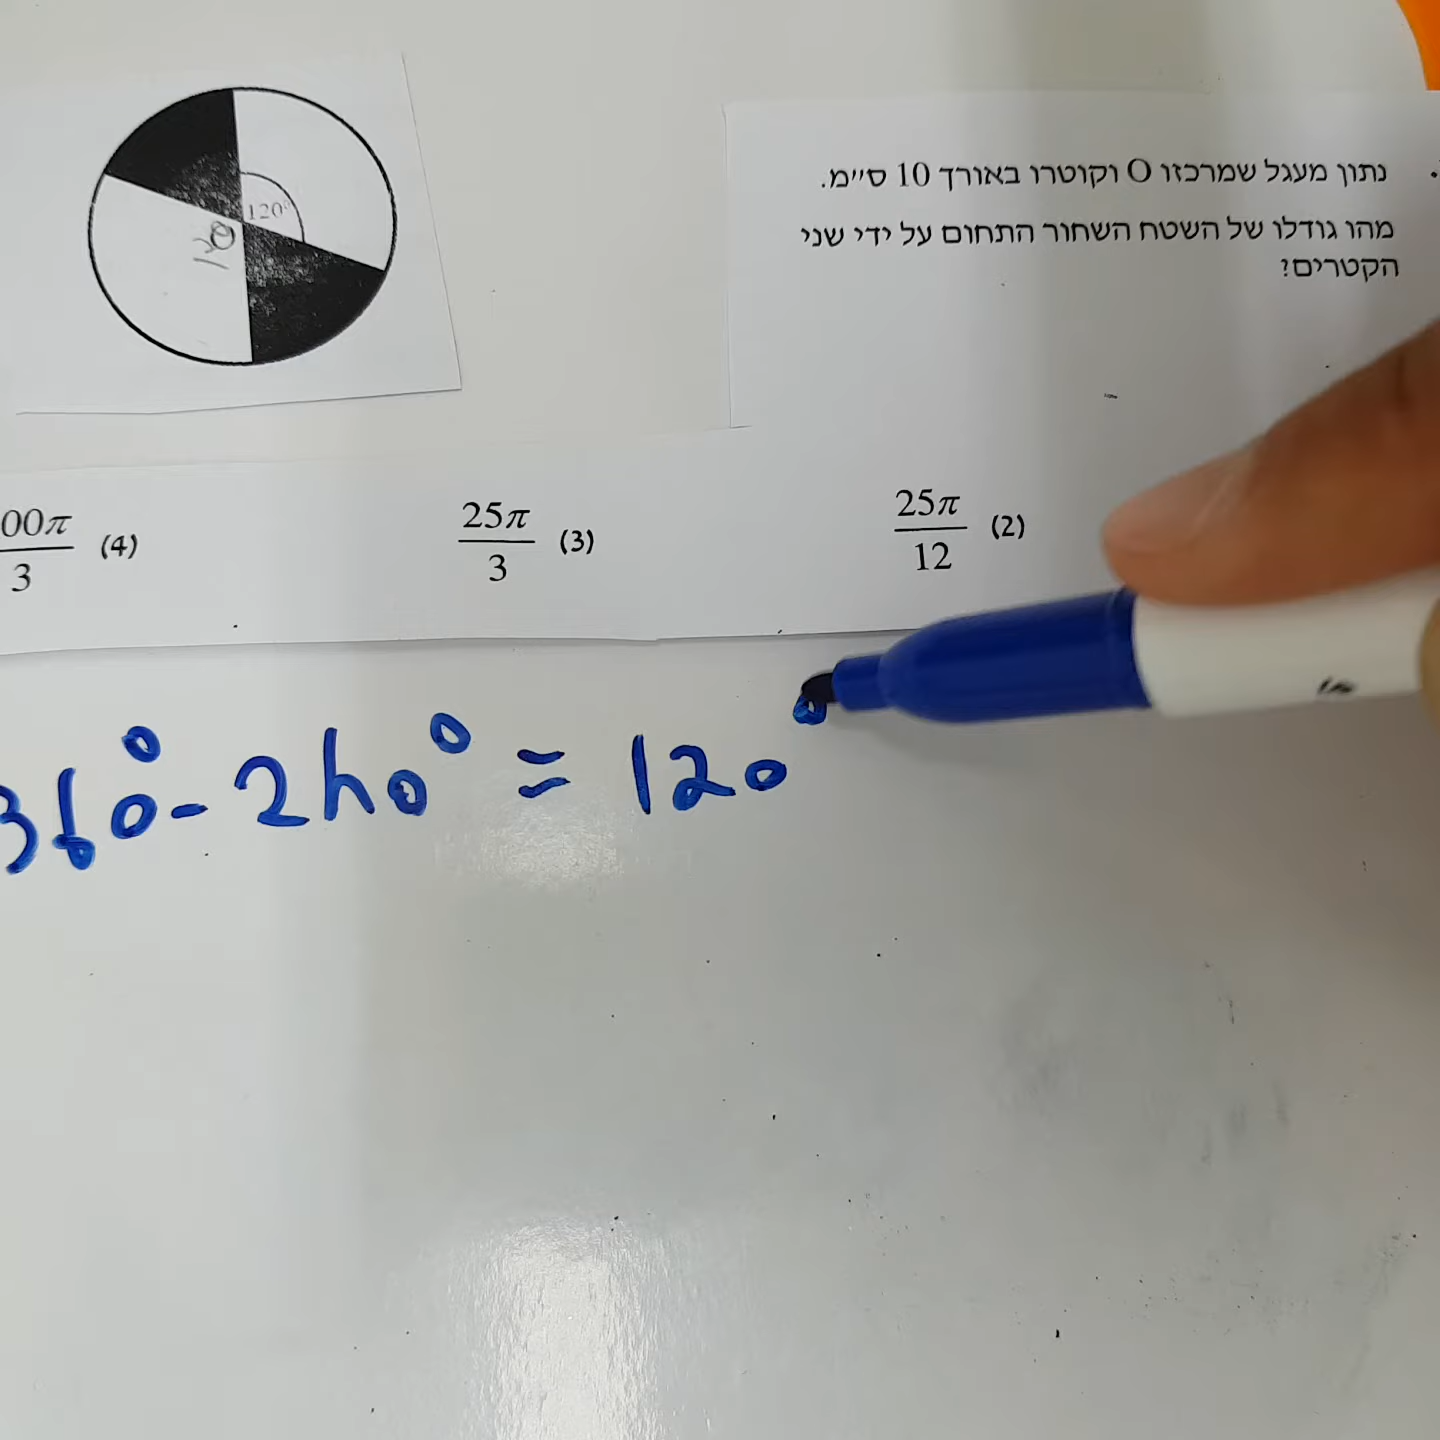 נתון מעגל שמרכזו O וקוטרו באורך 10 ס״מ.
מהו גודלו של השטח השחור התחום על ידי שני
הקטרים?
120°
120
O
(2) 25π/12
(3) 25π/3
(4) 00π/3
360° - 240° = 120°